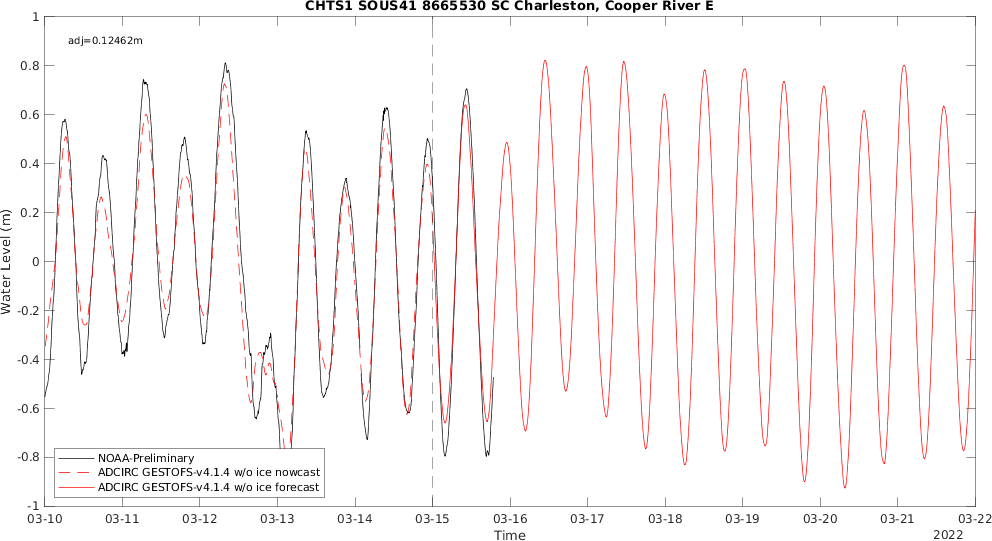 CHTS1 SOUS41 8665530 SC Charleston, Cooper River E
adj=0.12462m
1
0.8
0.6
0.4
0.2
0
-0.2
-0.4
-0.6
-0.8
-1
Water Level (m)
NOAA-Preliminary
ADCIRC GESTOFS-v4.1.4 w/o ice nowcast
ADCIRC GESTOFS-v4.1.4 w/o ice forecast
03-10 03-11 03-12 03-13 03-14 03-15 03-16 03-17 03-18 03-19 03-20 03-21 03-22
Time
2022